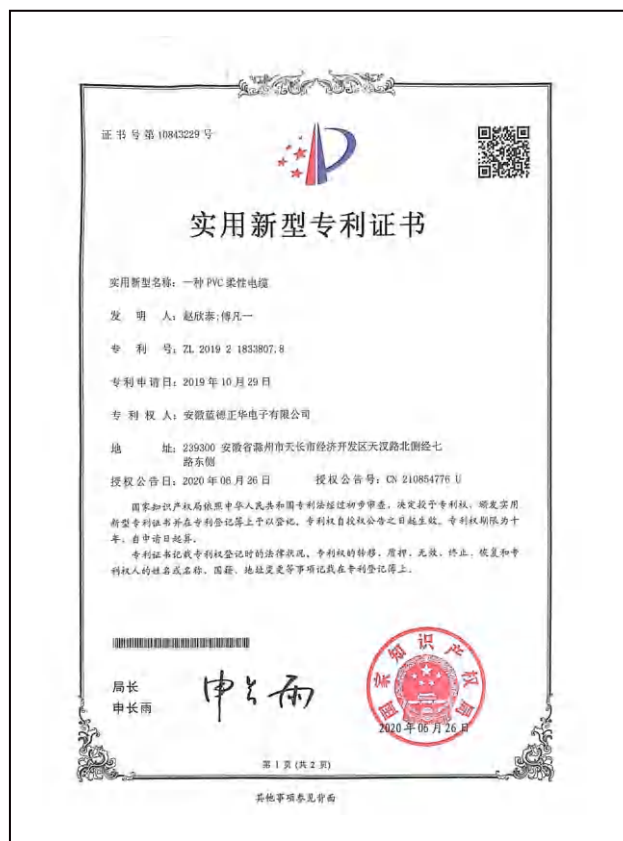 证书号第10843229号
实用新型专利证书
实用新型名称：一种PVC柔性电缆
发明人：赵欣泰;傅凡一
专利号：ZL 2019 2 1833807.8
专利申请日：2019年10月29日
专利权人：安徽蓝德正华电子有限公司
地址：239300 安徽省滁州市天长市经济开发区天汉路北侧经七
路东侧
授权公告日：2020年06月26日 授权公告号：CN 210854776 U
国家知识产权局依照中华人民共和国专利法经过初步审查，决定授予专利权，颁发实用
新型专利证书并在专利登记簿上予以登记。专利权自授权公告之日起生效。专利权期限为十
年，自申请日起算。
专利证书记载专利权登记时的法律状况。专利权的转移、质押、无效、终止、恢复和专
利权人的姓名或名称、国籍、地址变更等事项记载在专利登记簿上。
局长
申长雨
申长雨
国家知识产权局
2020年06月26日
第1页(共2页)
其他事项参见背面